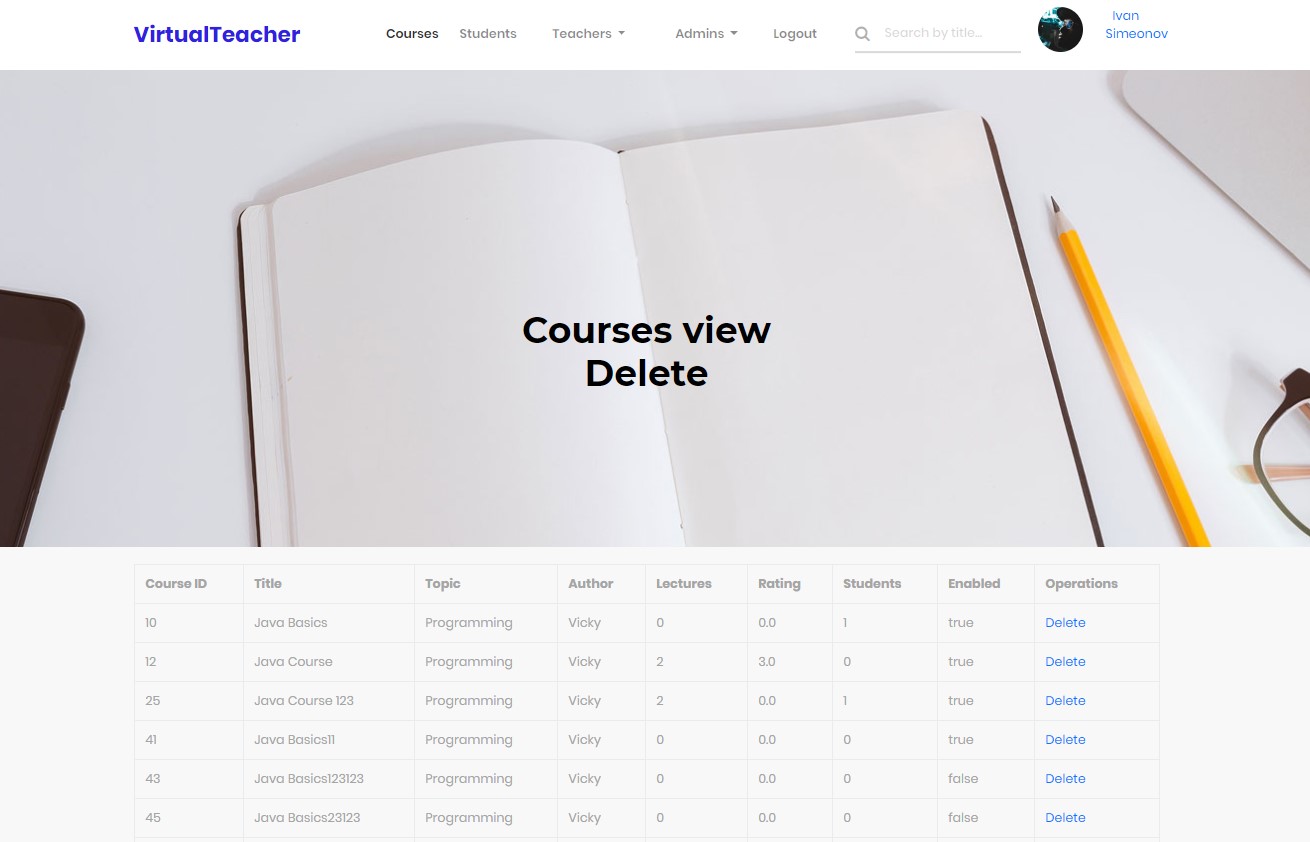 VirtualTeacher Courses Students Teachers Admins Logout Search by title... Ivan
Simeonov
Courses view
Delete
Course ID Title Topic Author Lectures Rating Students Enabled Operations
10 Java Basics Programming Vicky 0 0.0 1 true Delete
12 Java Course Programming Vicky 2 3.0 0 true Delete
25 Java Course 123 Programming Vicky 2 0.0 1 true Delete
41 Java Basics11 Programming Vicky 0 0.0 0 true Delete
43 Java Basics123123 Programming Vicky 0 0.0 0 false Delete
45 Java Basics23123 Programming Vicky 0 0.0 0 false Delete